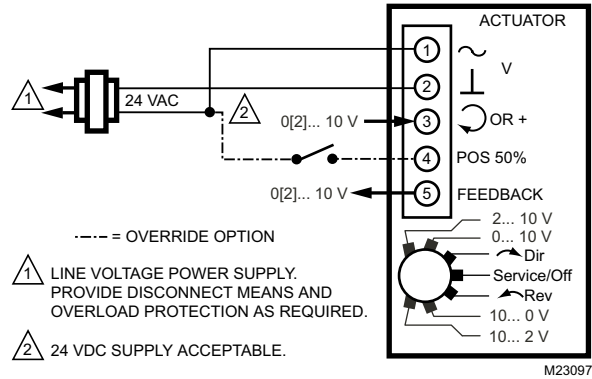 ACTUATOR
1
V
2
24 VAC
1
2
0[2]... 10 V
3
OR +
4
POS 50%
0[2]... 10 V
5
FEEDBACK
2... 10 V
0... 10 V
Dir
Service/Off
Rev
10... 0 V
10... 2 V
= OVERRIDE OPTION
1 LINE VOLTAGE POWER SUPPLY.
PROVIDE DISCONNECT MEANS AND
OVERLOAD PROTECTION AS REQUIRED.
2 24 VDC SUPPLY ACCEPTABLE.
M23097